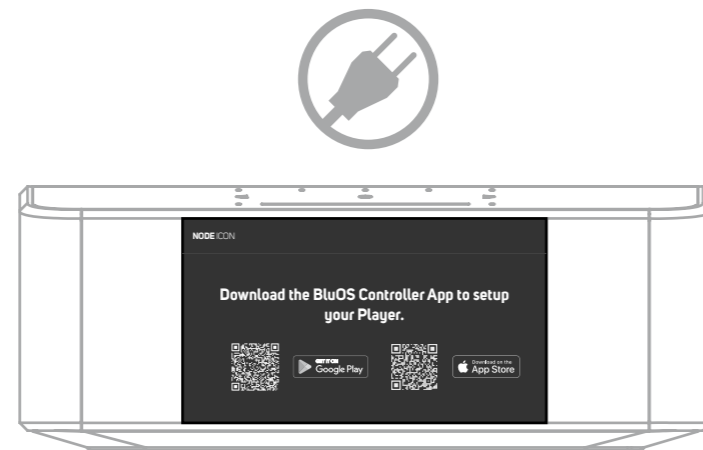 NODE ICON
Download the BluOS Controller App to setup
your Player.
GET IT ON
Google Play
Download on the
App Store